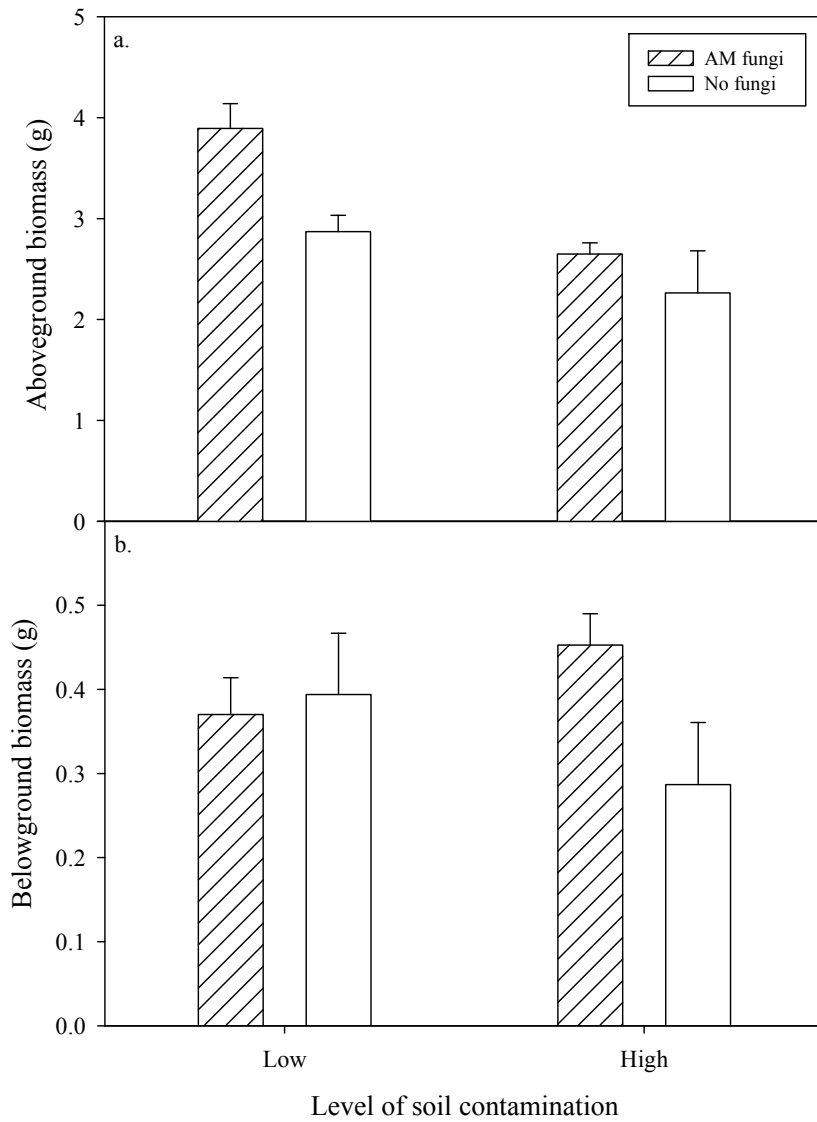 a.
AM fungi
No fungi
5
4
3
2
1
0
Aboveground biomass (g)
b.
0.5
0.4
0.3
0.2
0.1
0.0
Belowground biomass (g)
Low High
Level of soil contamination